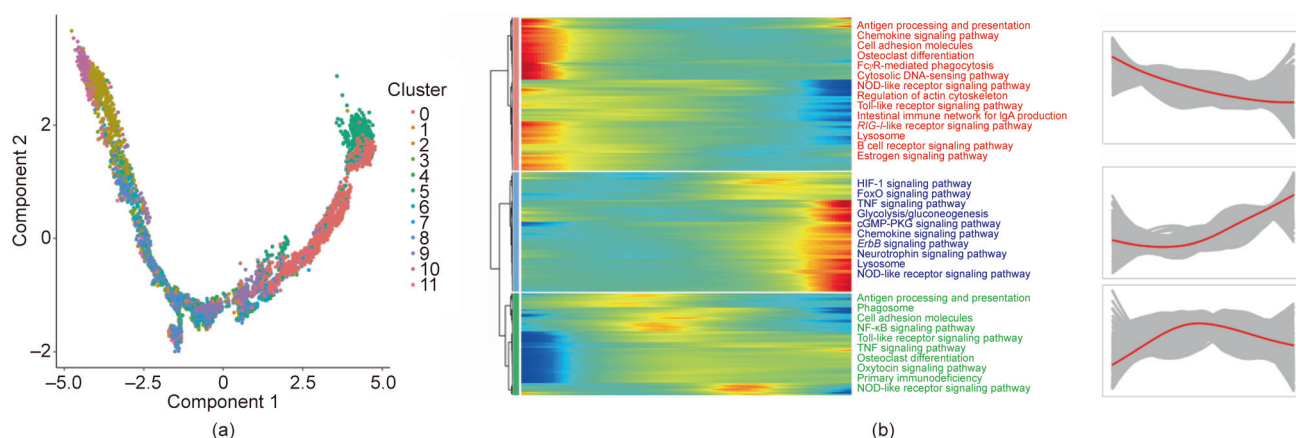 Component 2
2
0
−2
−5.0
−2.5
0
2.5
5.0
Component 1
(a)
Cluster
0
1
2
3
4
5
6
7
8
9
10
11
Antigen processing and presentation
Chemokine signaling pathway
Cell adhesion molecules
Osteoclast differentiation
FcγR-mediated phagocytosis
Cytosolic DNA-sensing pathway
NOD-like receptor signaling pathway
Regulation of actin cytoskeleton
Toll-like receptor signaling pathway
Intestinal immune network for IgA production
RIG-I-like receptor signaling pathway
Lysosome
B cell receptor signaling pathway
Estrogen signaling pathway
HIF-1 signaling pathway
FoxO signaling pathway
TNF signaling pathway
Glycolysis/gluconeogenesis
cGMP-PKG signaling pathway
Chemokine signaling pathway
ErbB signaling pathway
Neurotrophin signaling pathway
Lysosome
NOD-like receptor signaling pathway
Antigen processing and presentation
Phagosome
Cell adhesion molecules
NF-κB signaling pathway
Toll-like receptor signaling pathway
TNF signaling pathway
Osteoclast differentiation
Oxytocin signaling pathway
Primary immunodeficiency
NOD-like receptor signaling pathway
(b)